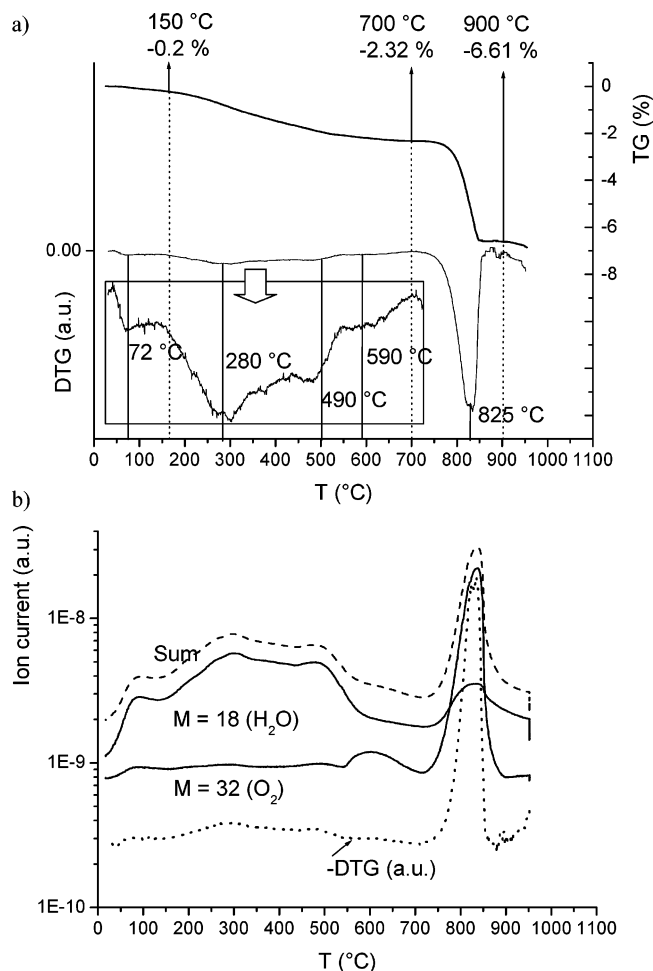 a)
150 °C
-0.2 %
700 °C
-2.32 %
900 °C
-6.61 %
0
-2
-4
-6
-8
TG (%)
0.00
DTG (a.u.)
72 °C
280 °C
490 °C
590 °C
825 °C
0 100 200 300 400 500 600 700 800 900 1000 1100
T (°C)
b)
Ion current (a.u.)
1E-8
1E-9
1E-10
Sum
M = 18 (H₂O)
M = 32 (O₂)
-DTG (a.u.)
0 100 200 300 400 500 600 700 800 900 1000 1100
T (°C)